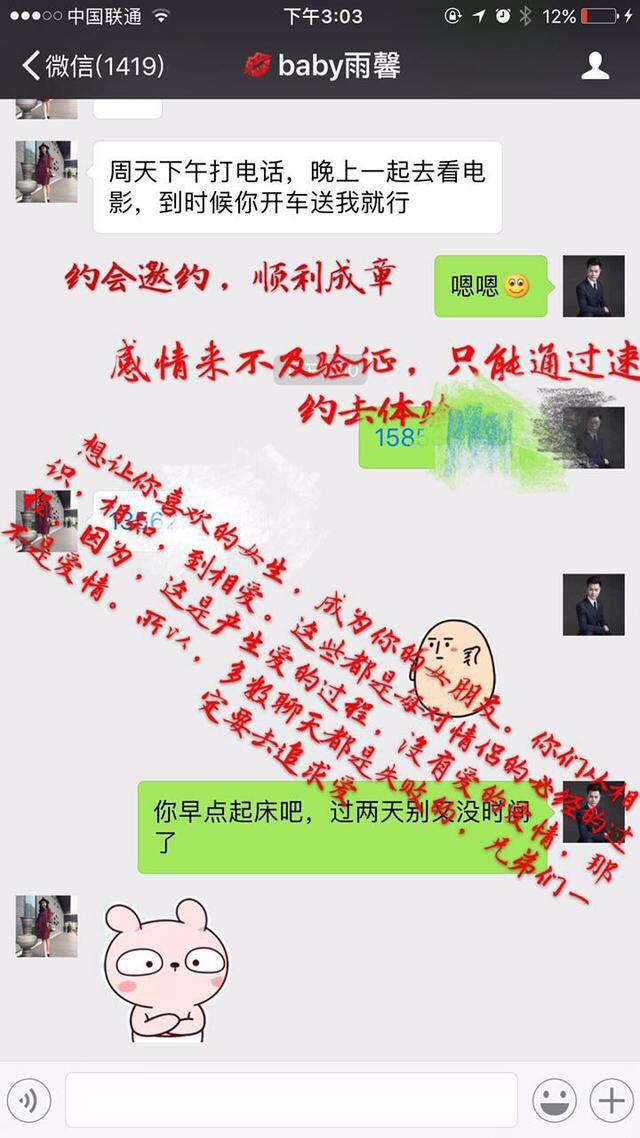 中国联通
下午3:03
12%
微信(1419)
baby雨馨
周天下午打电话，晚上一起去看电
影，到时候你开车送我就行
嗯嗯
约会邀约，顺利成章
感情来不及验证，只能通过速
约去体验
1585
13562
想让你喜欢的女生，成为你的女朋友。你们从相
识，相知，到相爱。这些都是每对情侣的必经的过
程，因为，这是产生爱的过程，没有爱的爱情，那
不是爱情。所以，多数聊天都是失败的，兄弟们一
定要去追求爱
你早点起床吧，过两天别又没时间
了